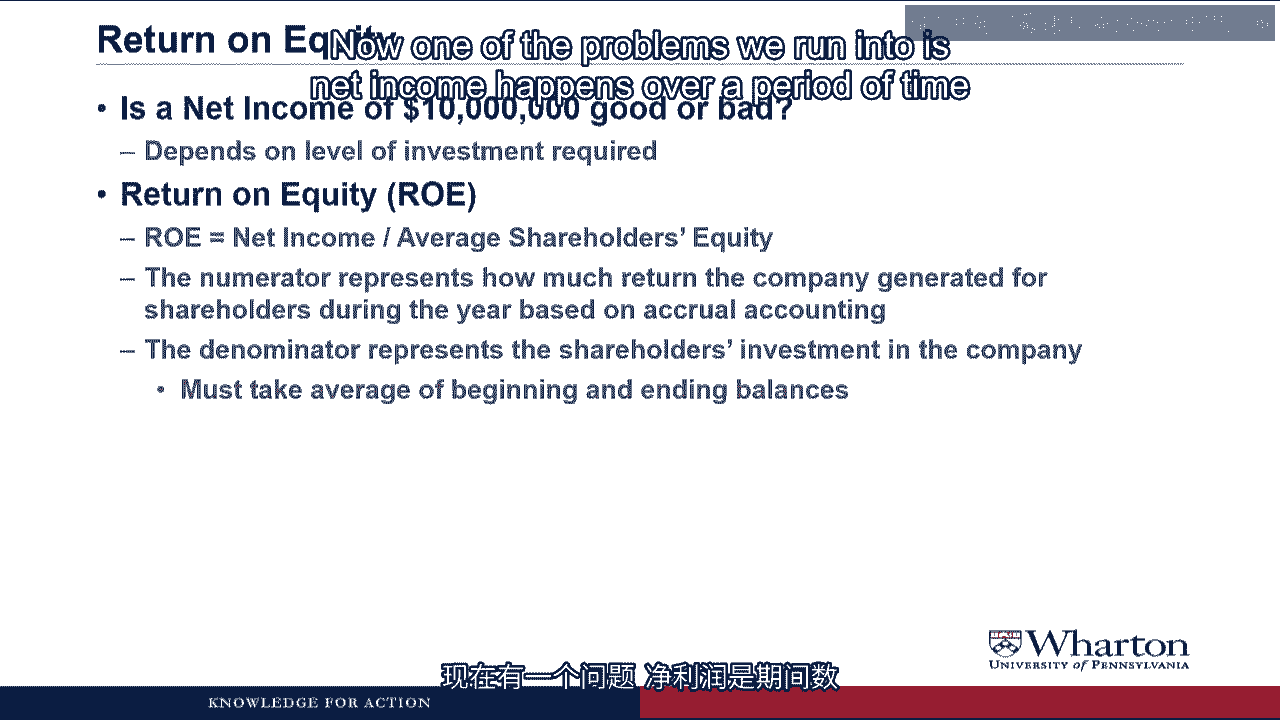 Return on Equity
Now one of the problems we run into is
net income happens over a period of time
• Is a Net Income of $10,000,000 good or bad?
– Depends on level of investment required
• Return on Equity (ROE)
– ROE = Net Income / Average Shareholders’ Equity
– The numerator represents how much return the company generated for
shareholders during the year based on accrual accounting
– The denominator represents the shareholders’ investment in the company
• Must take average of beginning and ending balances
Wharton
UNIVERSITY of PENNSYLVANIA
现在有一个问题 净利润是期间数
KNOWLEDGE FOR ACTION